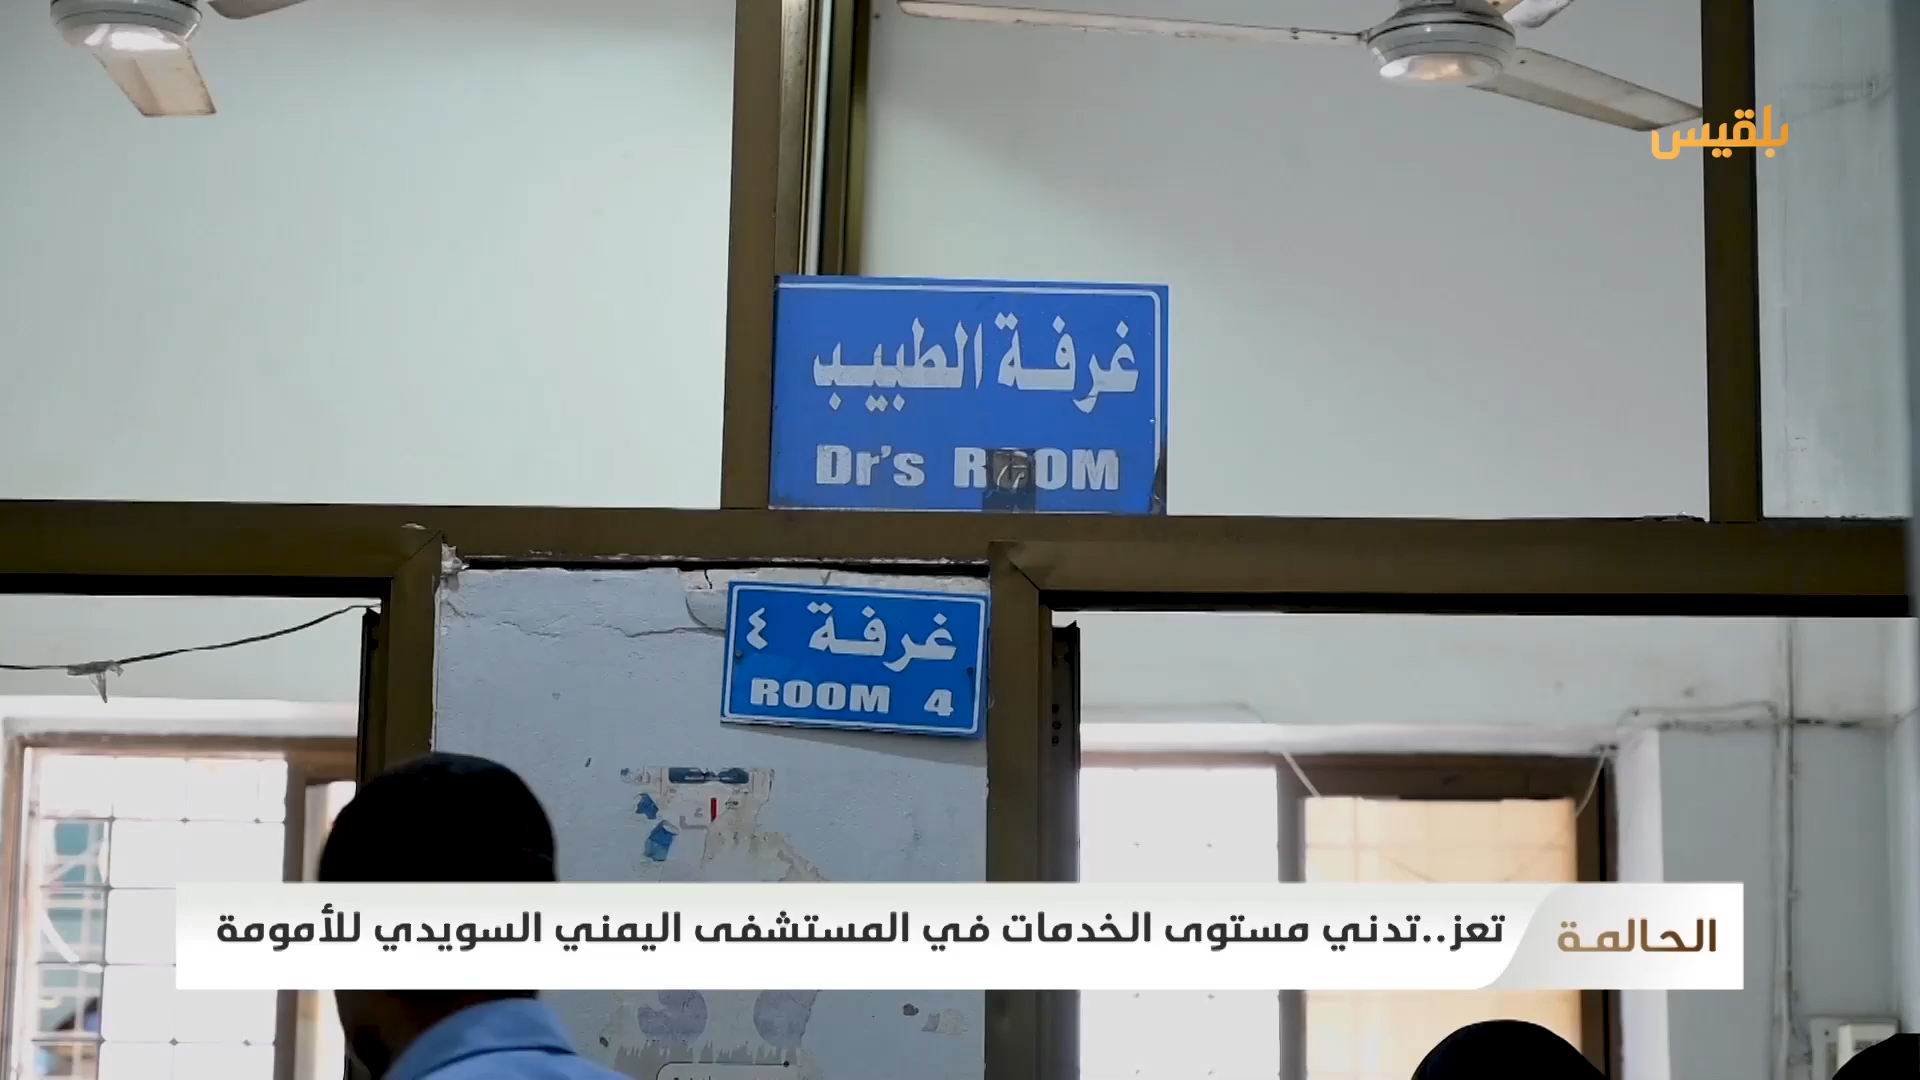 بلقيس
غرفة الطبيب
Dr's ROOM
غرفة ٤
ROOM 4
الحالمة
تعز..تدني مستوى الخدمات في المستشفى اليمني السويدي للأمومة